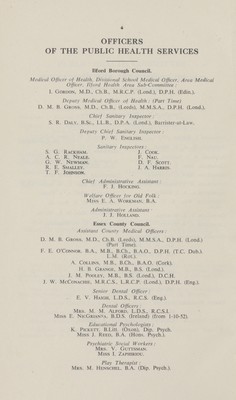 4
OFFICERS
OF THE PUBLIC HEALTH SERVICES
Ilford Borough Council.
Medical Officer of Health, Divisional School Medical Officer, Area Medical
Officer, Ilford Health Area Sub-Committee:
I. GORDON, M.D., Ch.B., M.R.C.P. (Lond.), D.P.H. (Edin.).
Deputy Medical Officer of Health: (Part Time)
D. M. R. GROSS, M.D., Ch.B., (Leeds), M.M.S.A., D.P.H. (Lond.).
Chief Sanitary Inspector:
S. R. DALY, B.Sc., LL.B., D.P.A. (Lond.), Barrister-at-Law.
Deputy Chief Sanitary Inspector:
P. W. ENGLISH.
Sanitary Inspectors:
S. G. RACKHAM. J. COOK.
A. C. R. NEALE. F. NAD.
G. W. NEWMAN. D. F. SCOTT.
R. E. SMALLEY. J. A. HARRIS.
T. F. JOHNSON.
Chief Administrative Assistant:
F. J. HOCKING.
Welfare Officer for Old Folk:
MISS E. A. WORKMAN, B.A.
Administrative Assistant
J. J. HOLLAND.
Essex County Council.
Assistant County Medical Officers:
D. M. R. GROSS, M.D., Ch.B. (Leeds), M.M.S.A., D.P.H. (Lond.)
(Part Time).
F. E. O'CONNOR, B.A., M.B., B.Ch., B.A.O., D.P.H. (T.C. Dub.)
L.M. (Rot.)
A. COLLINS, M.B., B.Ch., B.A.O. (Cork).
H. B. GRANGE, M.B., B.S. (Lond.).
J. M. POOLEY, M.B., B.S. (Lond.), D.C.H.
J. W. McCONACHIE, M.R.C.S., L.R.C.P. (Lond.), D.P.H. (Eng.).
Senior Dental Officer:
E. V. HAIGH, L.D.S., R.C.S. (Eng.).
Dental Officers:
MRS. M. M. ALFORD, L.D.S., R.C.S.I.
MISS E. NICGHANTA, B.D.S. (Ireland) (from 1-10-52).
Educational Psychologists:
K. PICKETT, B.Litt. (Oxon), Dip. Psych.
MISS J. REID, B.A. (Hons. Psych.).
Psychiatric Social Workers:
MRS. V. GUTTSMAN.
MISS I. ZAPHIRIOU.
Play Therapist:
MRS. M. HENSCHEL, B.A. (Dip. Psych.).